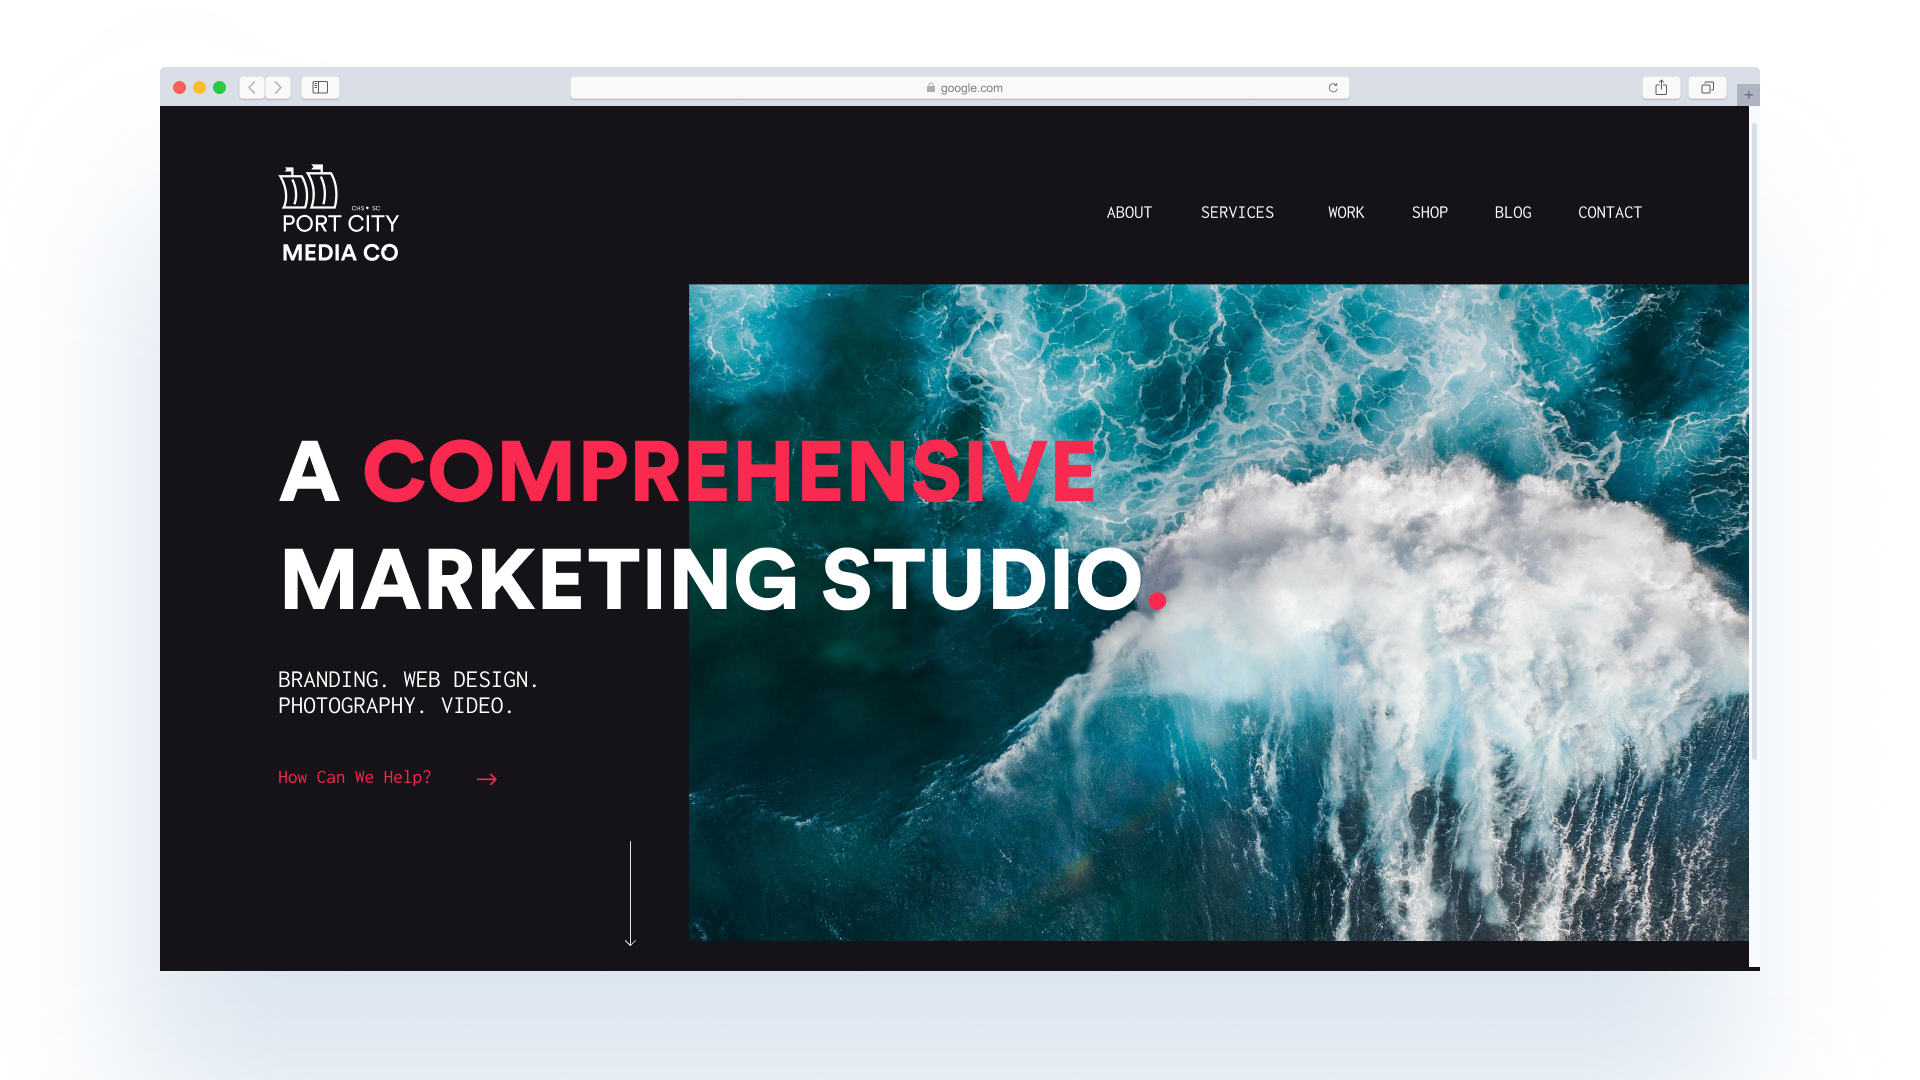 google.com
CHS • SC
PORT CITY
MEDIA CO
ABOUT SERVICES WORK SHOP BLOG CONTACT
A COMPREHENSIVE
MARKETING STUDIO.
BRANDING. WEB DESIGN.
PHOTOGRAPHY. VIDEO.
How Can We Help?